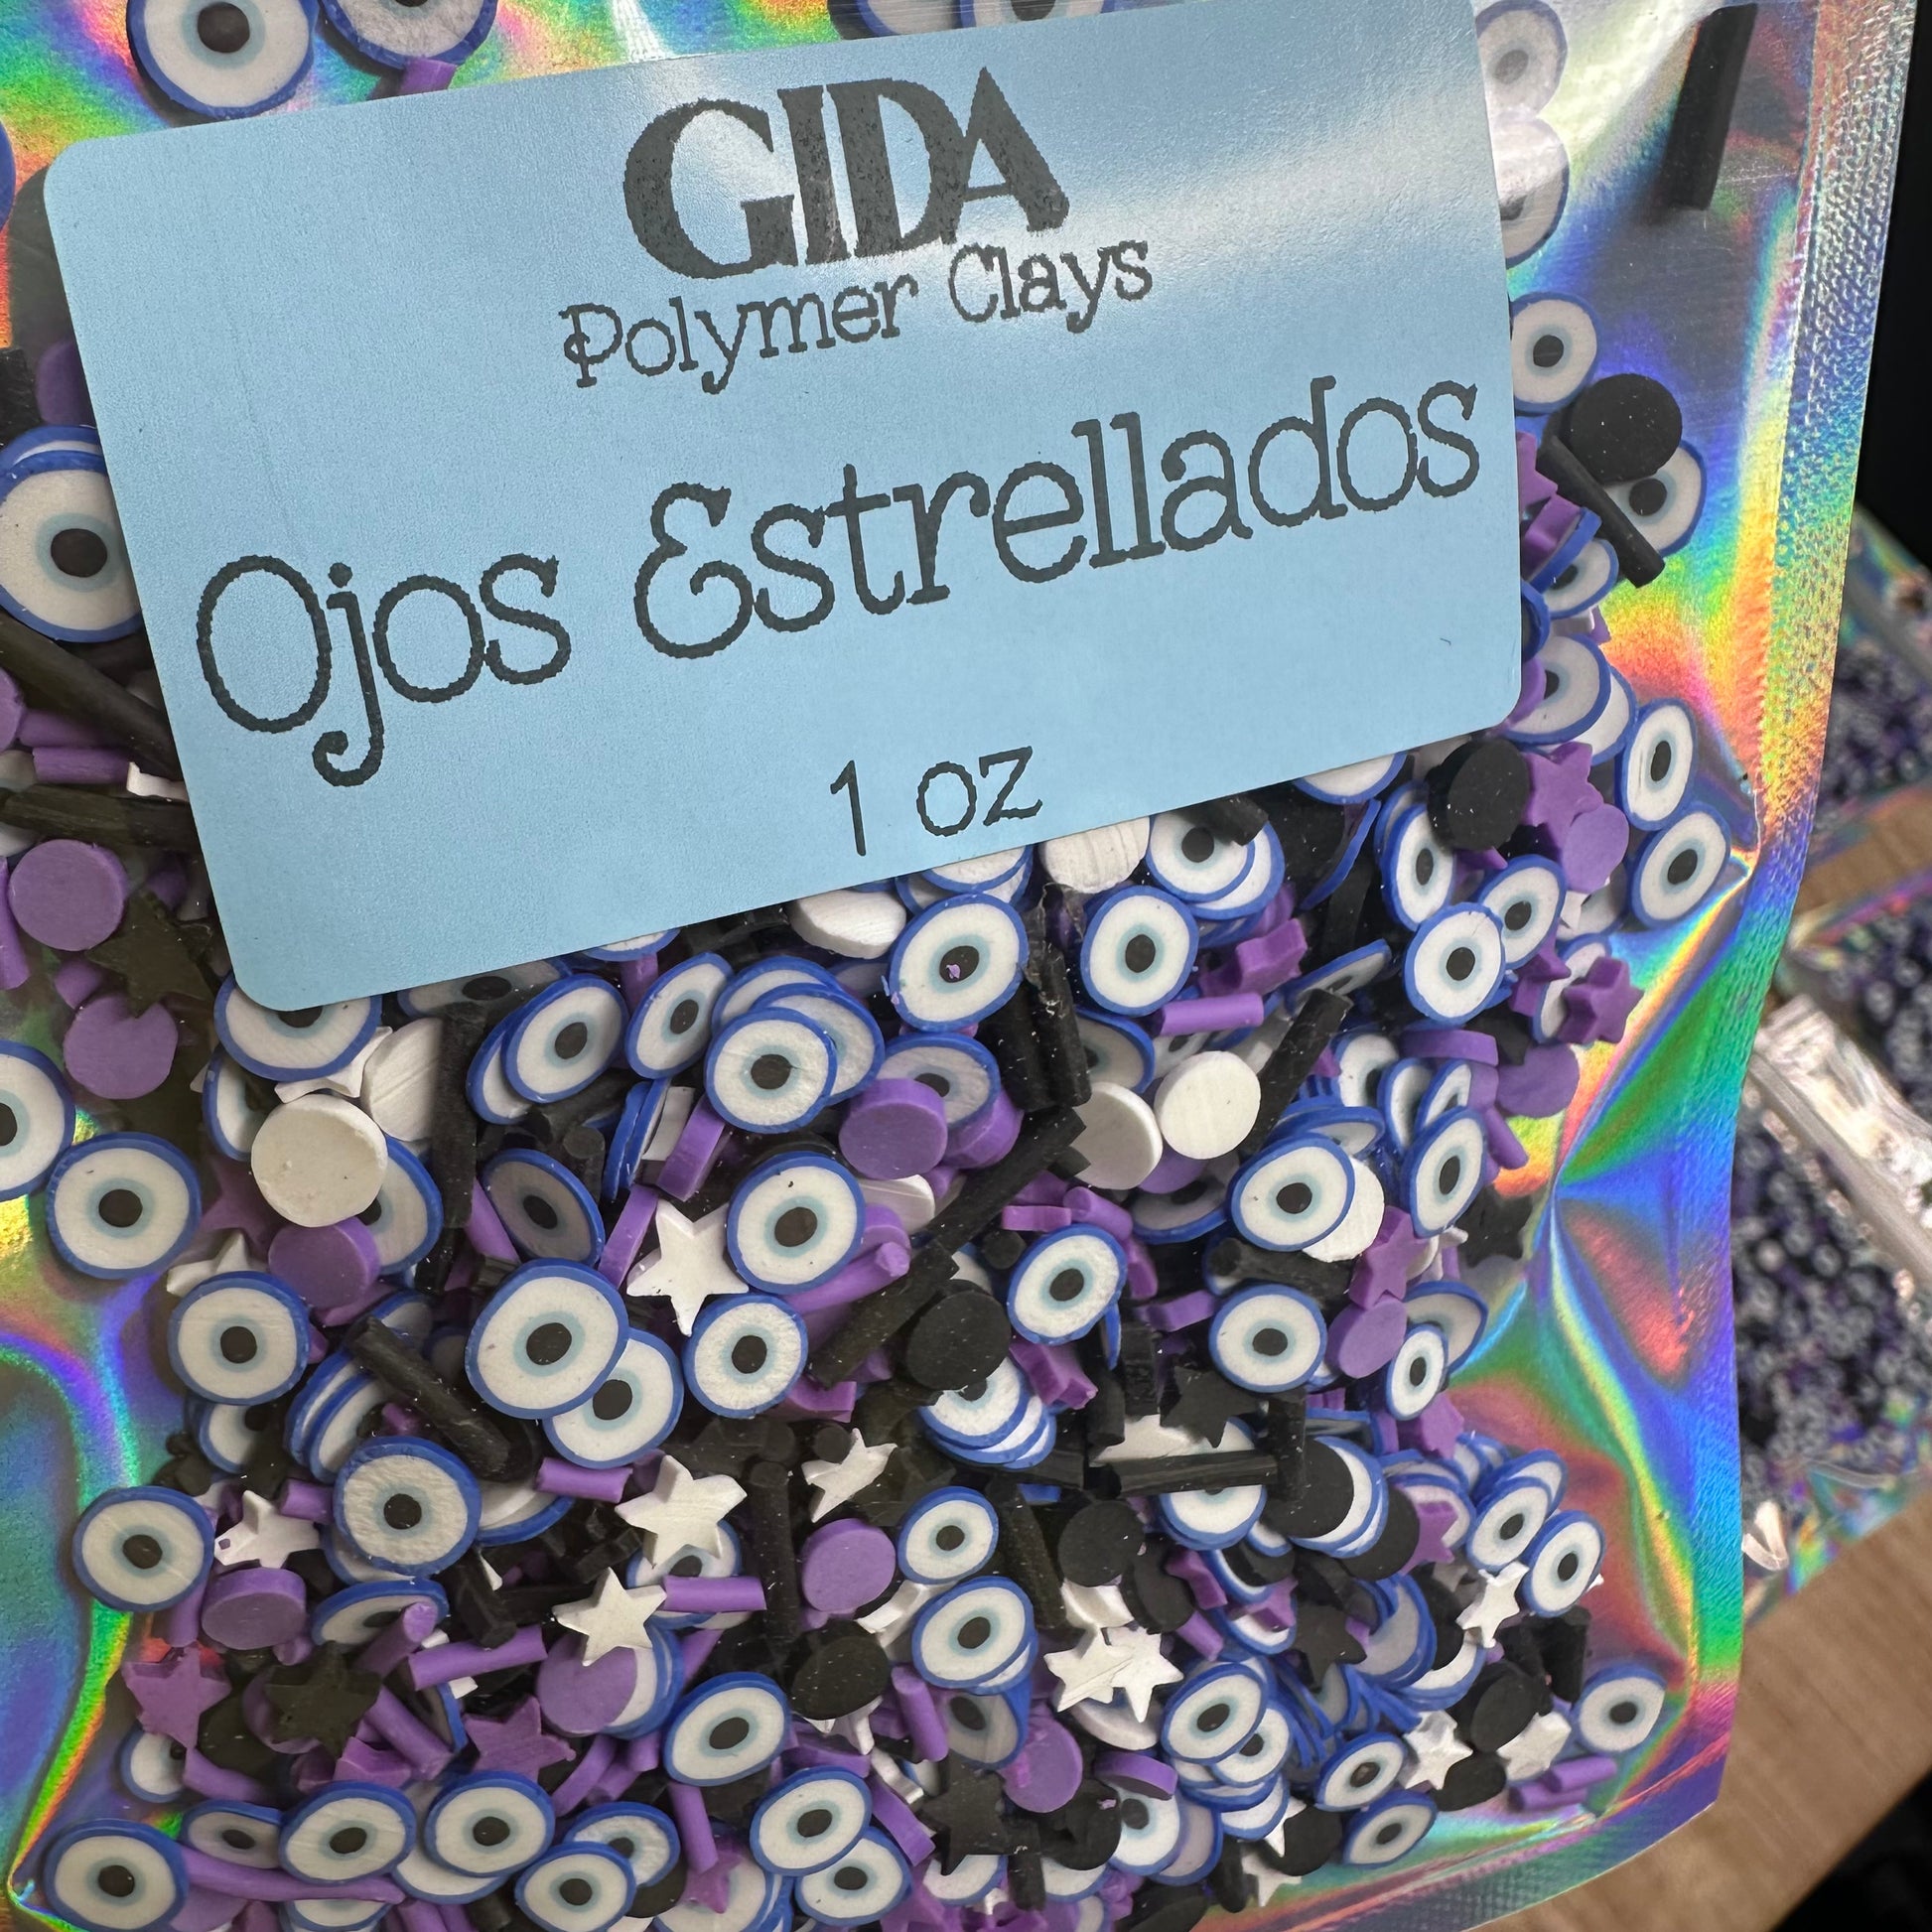 GIDA
Polymer Clays
Ojos Estrellados
1 oz